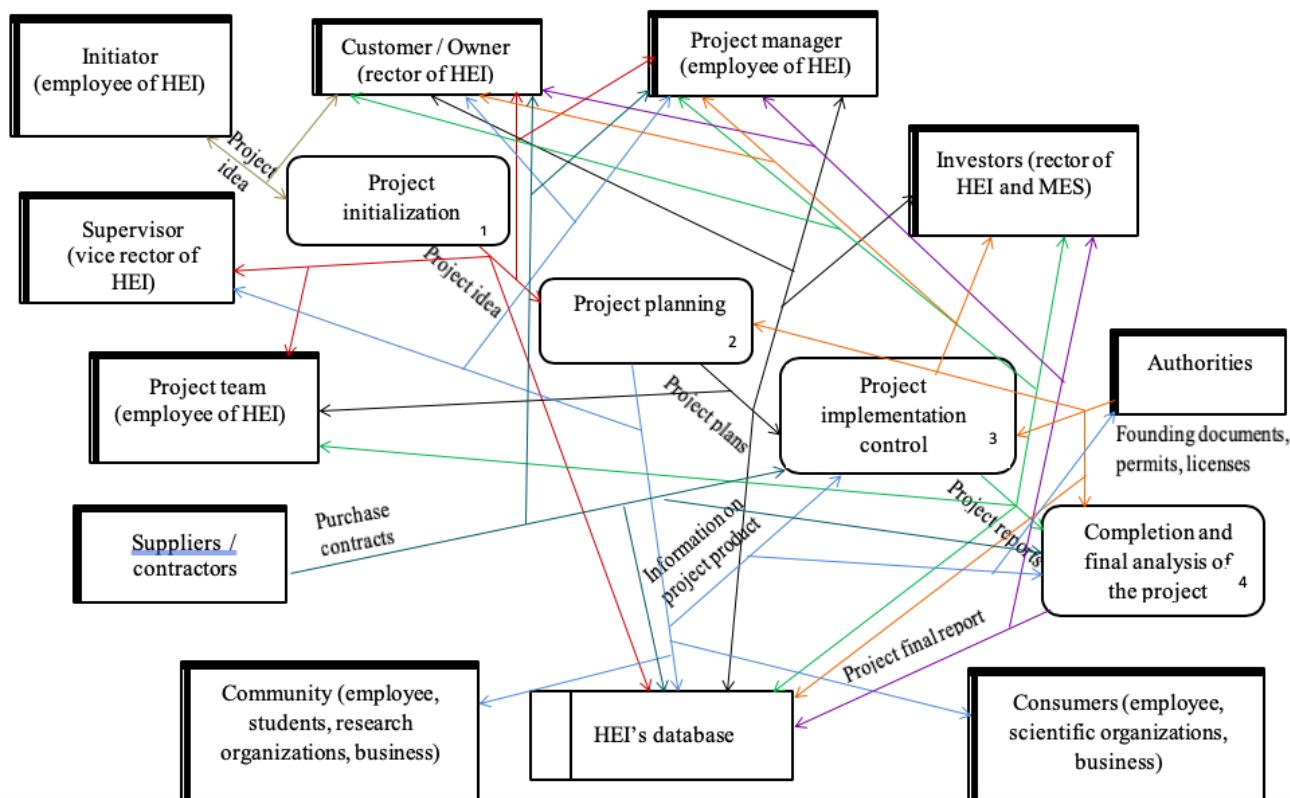 Initiator
(employee of HEI)
Customer / Owner
(rector of HEI)
Project manager
(employee of HEI)
Project
idea
Project
initialization
1
Investors (rector of
HEI and MES)
Supervisor
(vice rector of
HEI)
Project idea
Project planning
2
Project team
(employee of HEI)
Project plans
Project
implementation
control
3
Authorities
Founding documents,
permits, licenses
Suppliers /
contractors
Purchase
contracts
Information on
project product
Project reports
Completion and
final analysis of
the project
4
Project final report
Community (employee,
students, research
organizations, business)
HEI’s database
Consumers (employee,
scientific organizations,
business)